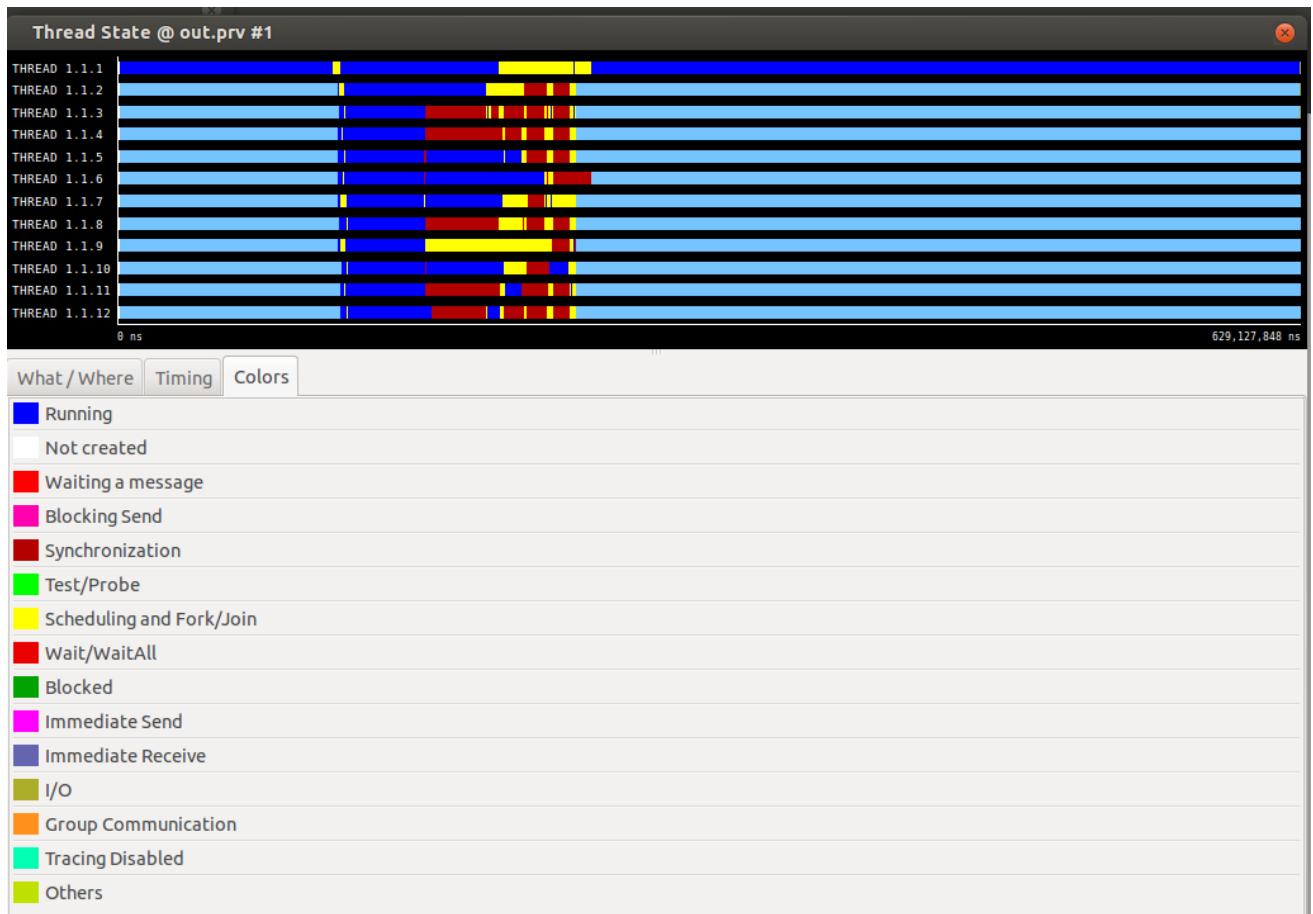 Thread State @ out.prv #1
THREAD 1.1.1
THREAD 1.1.2
THREAD 1.1.3
THREAD 1.1.4
THREAD 1.1.5
THREAD 1.1.6
THREAD 1.1.7
THREAD 1.1.8
THREAD 1.1.9
THREAD 1.1.10
THREAD 1.1.11
THREAD 1.1.12
0 ns 629,127,848 ns
What / Where Timing Colors
Running
Not created
Waiting a message
Blocking Send
Synchronization
Test/Probe
Scheduling and Fork/Join
Wait/WaitAll
Blocked
Immediate Send
Immediate Receive
I/O
Group Communication
Tracing Disabled
Others